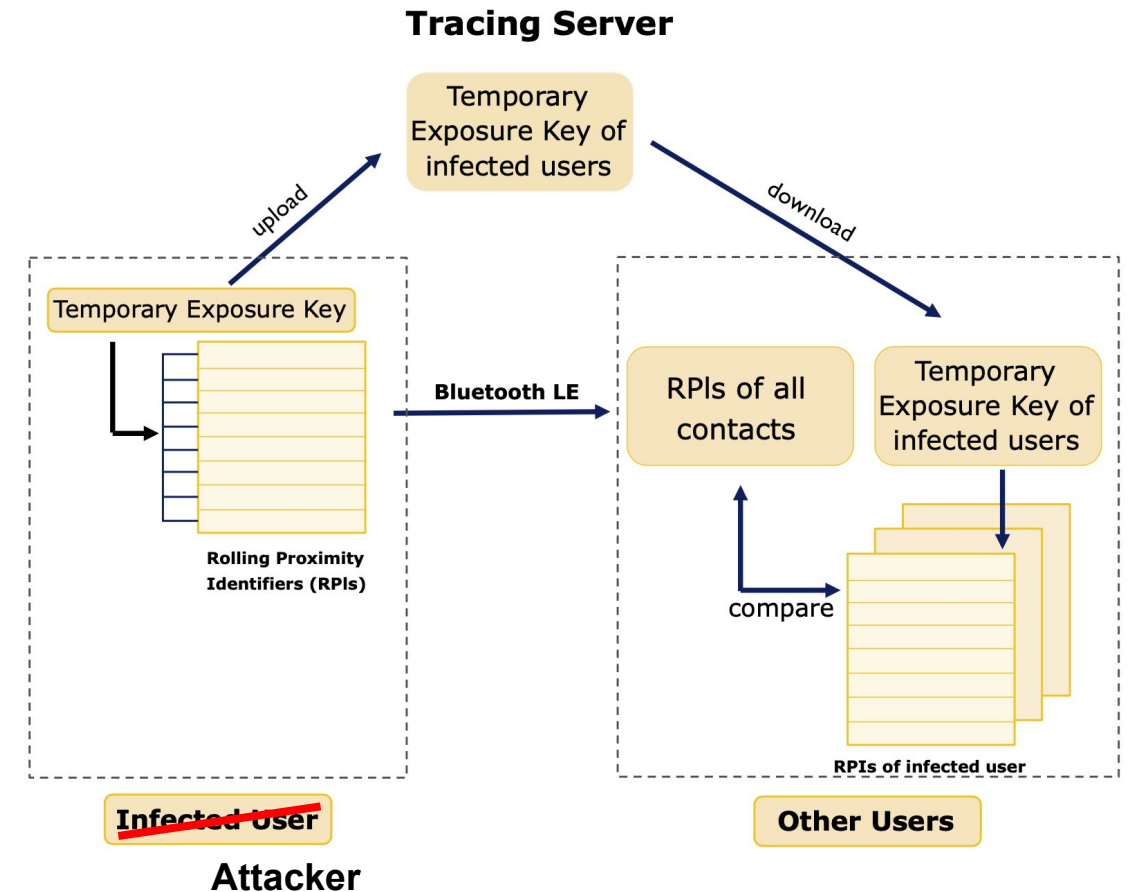 Tracing Server
Temporary
Exposure Key of
infected users
upload
download
Temporary Exposure Key
Bluetooth LE
RPIs of all
contacts
Temporary
Exposure Key of
infected users
Rolling Proximity
Identifiers (RPIs)
compare
RPIs of infected user
Infected User
Attacker
Other Users